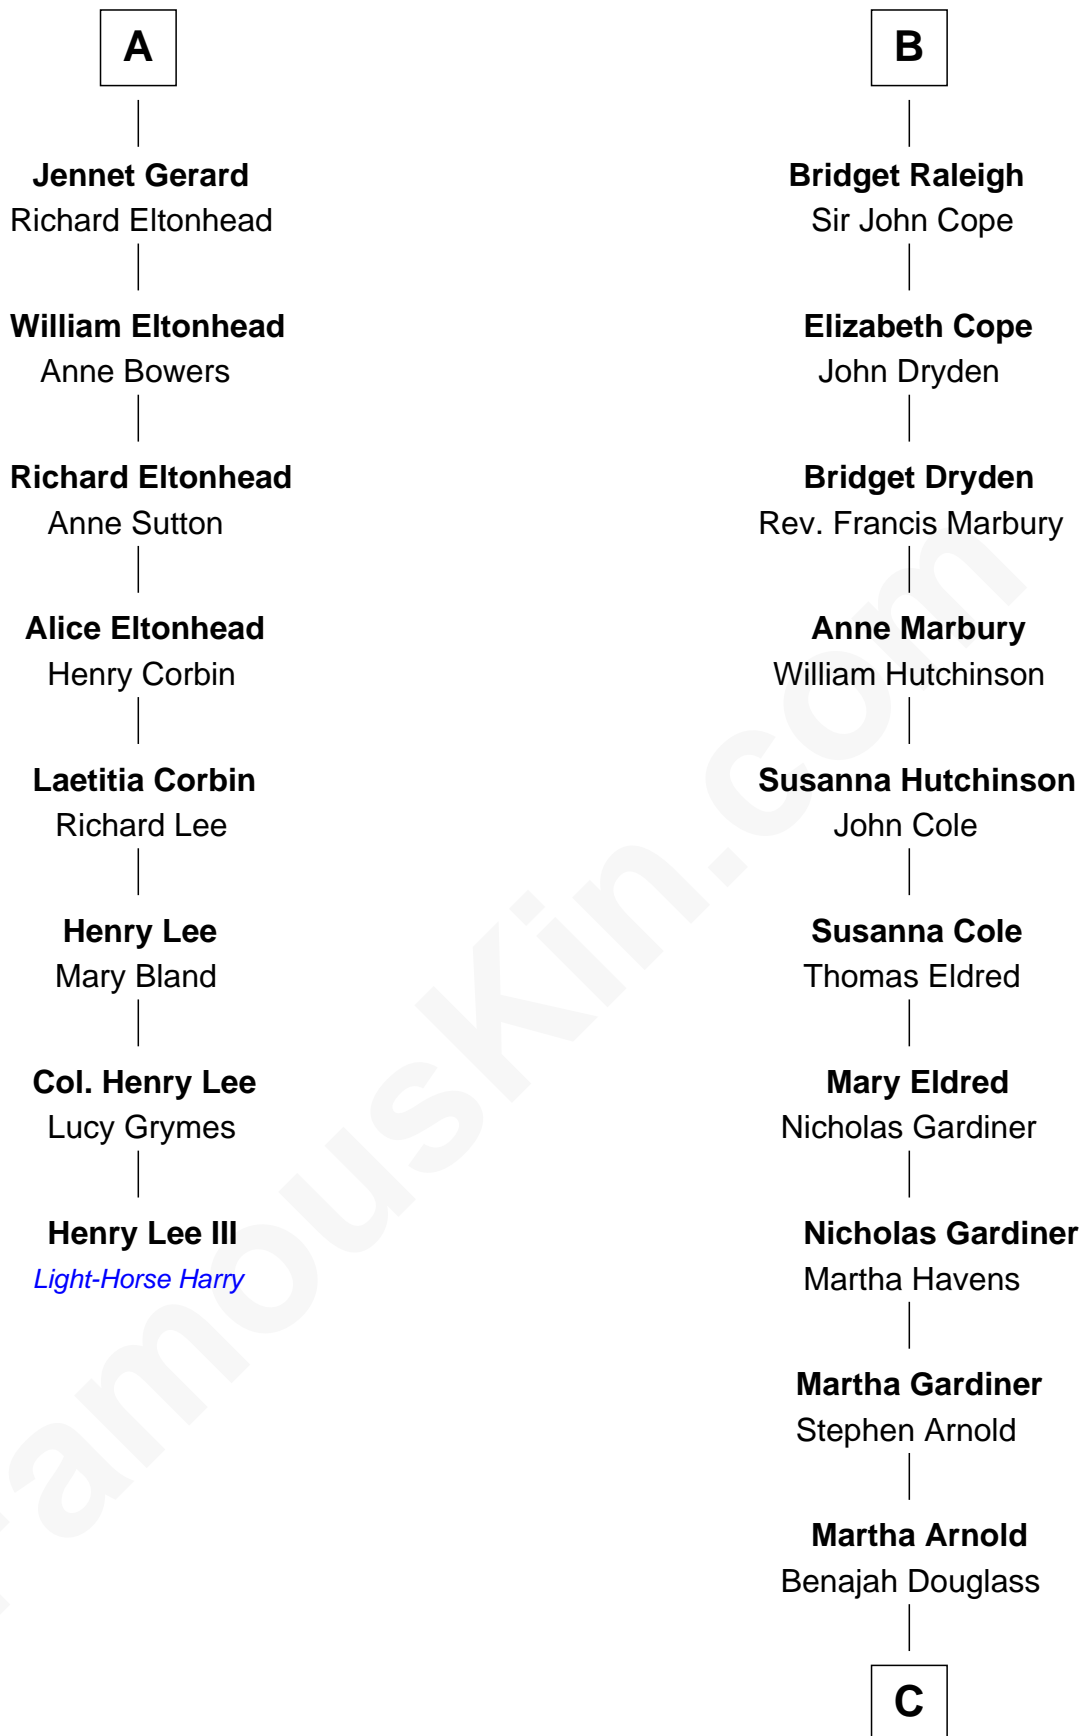 A
Jennet Gerard
Richard Eltonhead
William Eltonhead
Anne Bowers
Richard Eltonhead
Anne Sutton
Alice Eltonhead
Henry Corbin
Laetitia Corbin
Richard Lee
Henry Lee
Mary Bland
Col. Henry Lee
Lucy Grymes
Henry Lee III
Light-Horse Harry
B
Bridget Raleigh
Sir John Cope
Elizabeth Cope
John Dryden
Bridget Dryden
Rev. Francis Marbury
Anne Marbury
William Hutchinson
Susanna Hutchinson
John Cole
Susanna Cole
Thomas Eldred
Mary Eldred
Nicholas Gardiner
Nicholas Gardiner
Martha Havens
Martha Gardiner
Stephen Arnold
Martha Arnold
Benajah Douglass
C
FamousKin.com